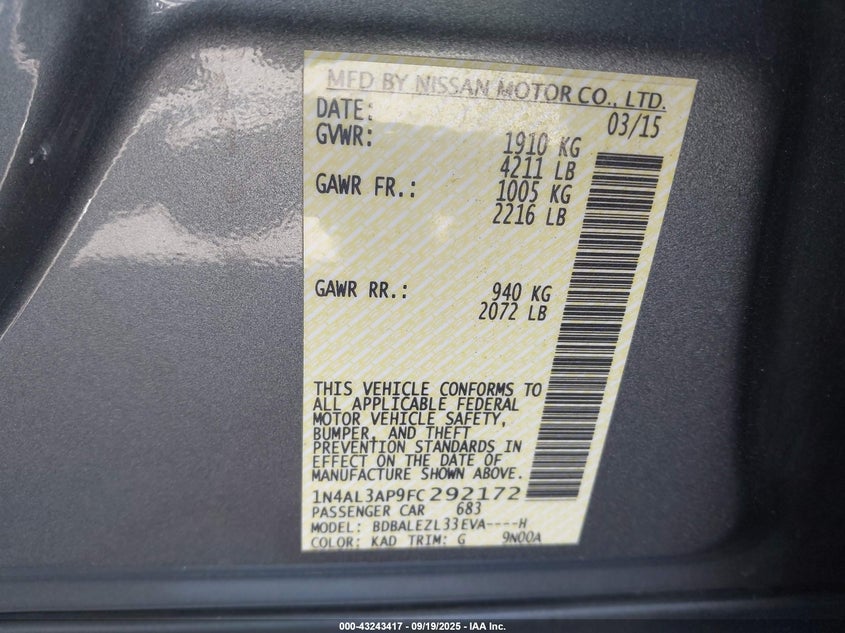 MFD BY NISSAN MOTOR CO., LTD.
DATE: 03/15
GVWR: 1910 KG
4211 LB
GAWR FR.: 1005 KG
2216 LB
GAWR RR.: 940 KG
2072 LB
THIS VEHICLE CONFORMS TO
ALL APPLICABLE FEDERAL
MOTOR VEHICLE SAFETY,
BUMPER, AND THEFT
PREVENTION STANDARDS IN
EFFECT ON THE DATE OF
MANUFACTURE SHOWN ABOVE.
1N4AL3AP9FC292172
PASSENGER CAR 683
MODEL: BDBALEZL33EVA----H
COLOR: KAD TRIM: G 9N00A
000-43243417 - 09/19/2025 - IAA Inc.